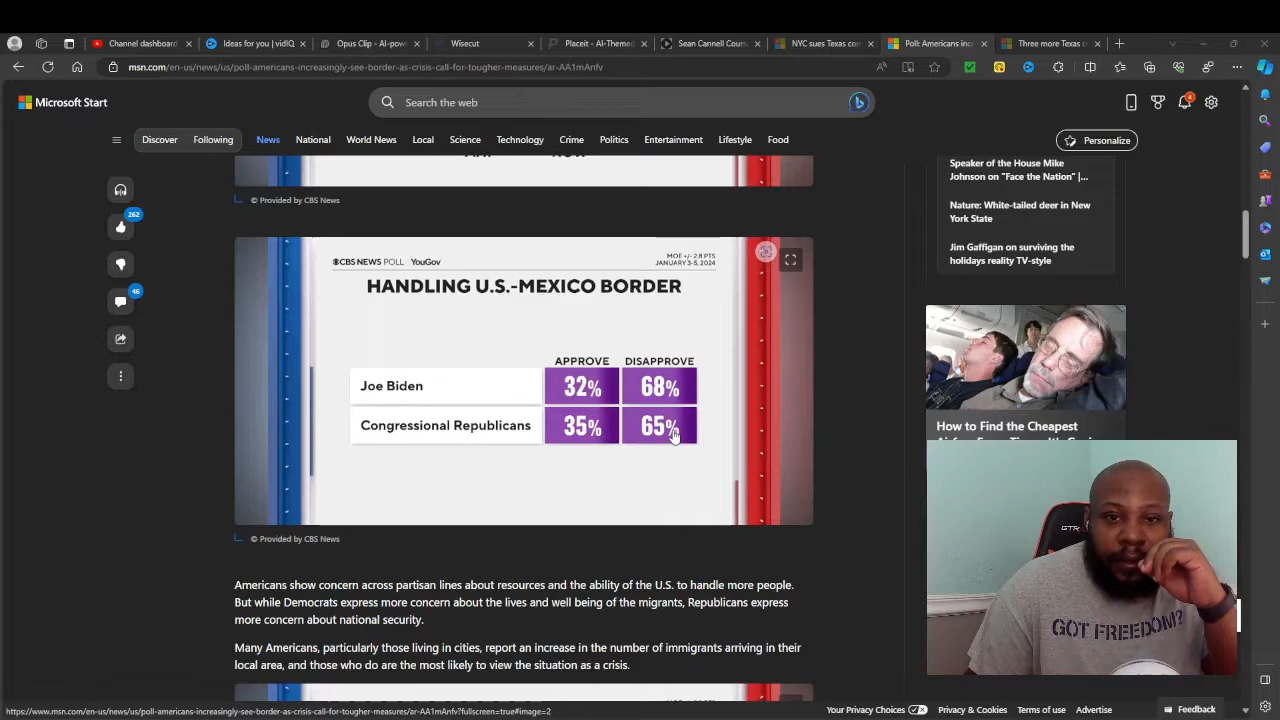 Channel dashboard
Ideas for you | vidIQ
Opus Clip - AI-pow
Wisecut
Placeit - AI-Themed
Sean Cannell Cours
NYC sues Texas con
Poll: Americans inc
Three more Texas c
msn.com/en-us/news/us/poll-americans-increasingly-see-border-as-crisis-call-for-tougher-measures/ar-AA1mAnfv
Microsoft Start
Search the web
4
Discover
Following
News
National
World News
Local
Science
Technology
Crime
Politics
Entertainment
Lifestyle
Food
Personalize
© Provided by CBS News
262
46
CBS NEWS POLL YouGov
MOE +/- 2.8 PTS
JANUARY 3-5, 2024
HANDLING U.S.-MEXICO BORDER
APPROVE DISAPPROVE
Joe Biden 32% 68%
Congressional Republicans 35% 65%
© Provided by CBS News
Americans show concern across partisan lines about resources and the ability of the U.S. to handle more people.
But while Democrats express more concern about the lives and well being of the migrants, Republicans express
more concern about national security.
Many Americans, particularly those living in cities, report an increase in the number of immigrants arriving in their
local area, and those who do are the most likely to view the situation as a crisis.
Speaker of the House Mike
Johnson on "Face the Nation" |...
Nature: White-tailed deer in New
York State
Jim Gaffigan on surviving the
holidays reality TV-style
How to Find the Cheapest
GTR
GOT FREEDOM?
https://www.msn.com/en-us/news/us/poll-americans-increasingly-see-border-as-crisis-call-for-tougher-measures/ar-AA1mAnfv?fullscreen=true#image=2
Your Privacy Choices
Privacy & Cookies
Terms of use
Advertise
Feedback